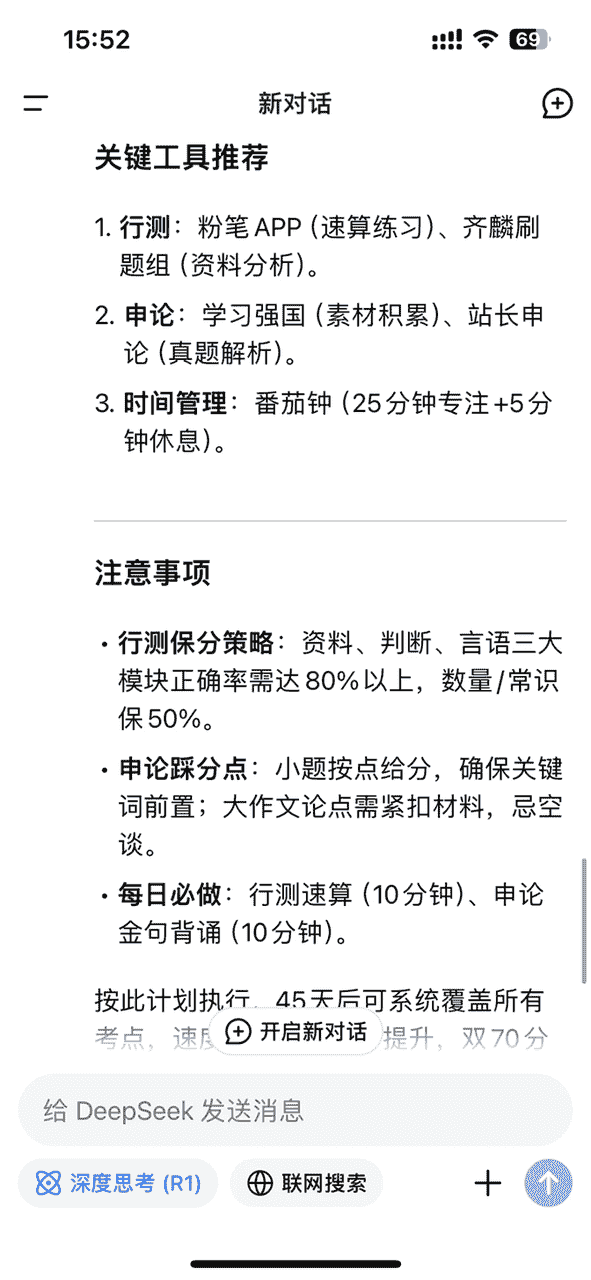 15:52
69
新对话
关键工具推荐
1. 行测：粉笔APP（速算练习）、齐麟刷
题组（资料分析）。
2. 申论：学习强国（素材积累）、站长申
论（真题解析）。
3. 时间管理：番茄钟（25分钟专注+5分
钟休息）。
注意事项
• 行测保分策略：资料、判断、言语三大
模块正确率需达80%以上，数量/常识
保50%。
• 申论踩分点：小题按点给分，确保关键
词前置；大作文论点需紧扣材料，忌空
谈。
• 每日必做：行测速算（10分钟）、申论
金句背诵（10分钟）。
按此计划执行，45天后可系统覆盖所有
考点，速度 提升，双70分
开启新对话
给 DeepSeek 发送消息
深度思考 (R1) 联网搜索